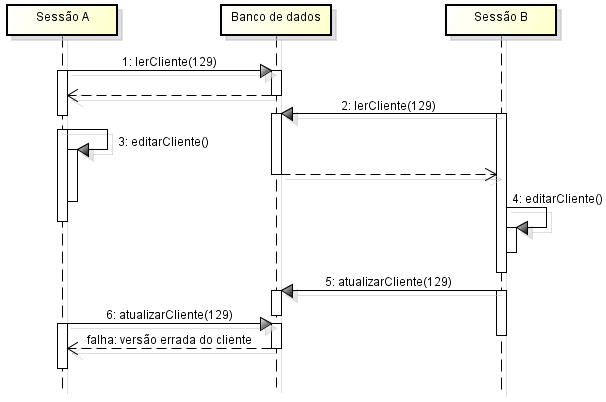 Sessão A
Banco de dados
Sessão B
1: lerCliente(129)
2: lerCliente(129)
3: editarCliente()
4: editarCliente()
5: atualizarCliente(129)
6: atualizarCliente(129)
falha: versão errada do cliente